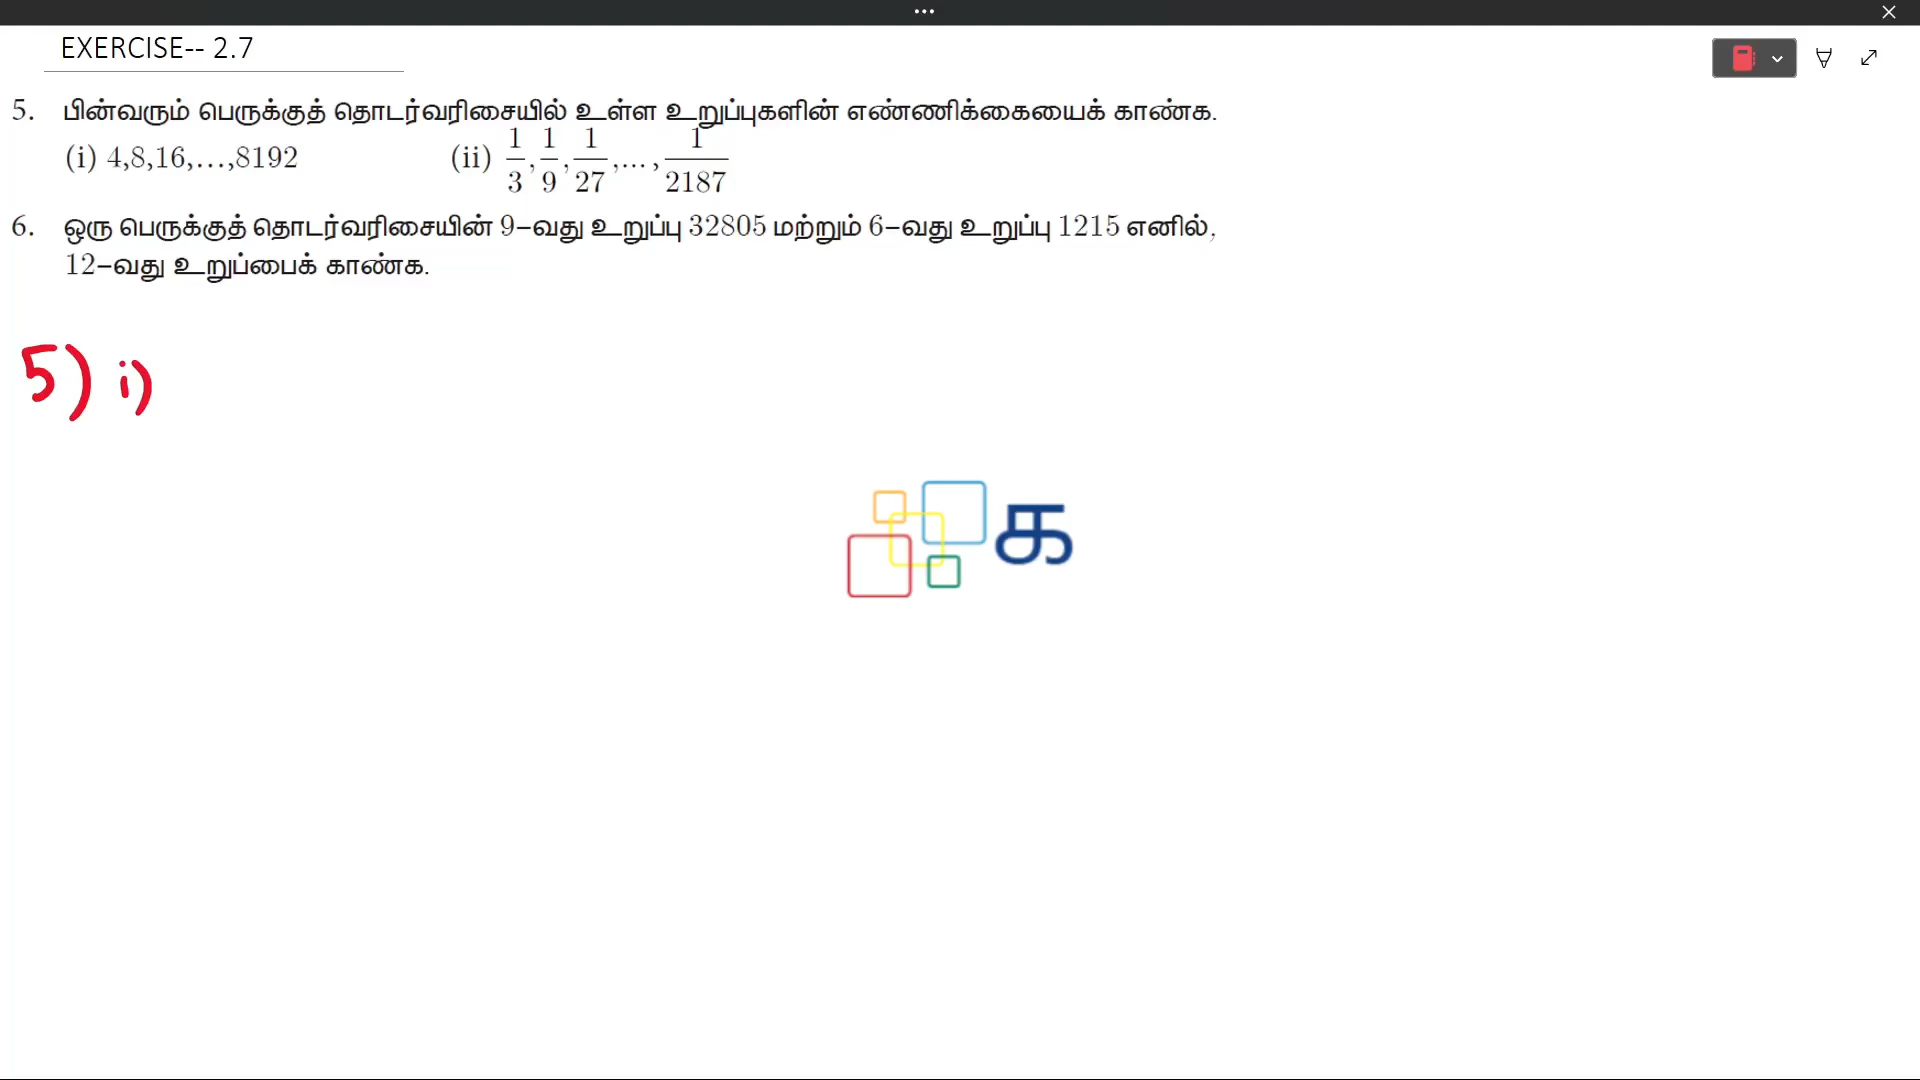 EXERCISE-- 2.7
5. பின்வரும் பெருக்குத் தொடர்வரிசையில் உள்ள உறுப்புகளின் எண்ணிக்கையைக் காண்க.
(i) 4,8,16,...,8192 (ii) 1/3, 1/9, 1/27, ..., 1/2187
6. ஒரு பெருக்குத் தொடர்வரிசையின் 9-வது உறுப்பு 32805 மற்றும் 6-வது உறுப்பு 1215 எனில்,
12-வது உறுப்பைக் காண்க.
5) i)
க